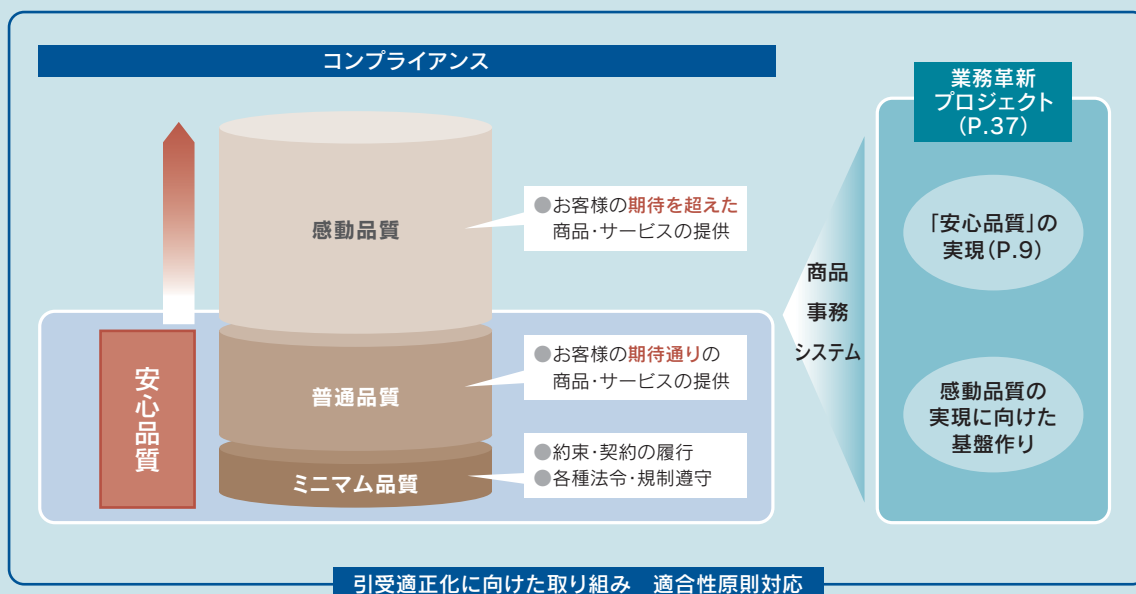 コンプライアンス
感動品質
●お客様の期待を超えた
商品・サービスの提供
安心品質
普通品質
●お客様の期待通りの
商品・サービスの提供
ミニマム品質
●約束・契約の履行
●各種法令・規制遵守
商品
事務
システム
業務革新
プロジェクト
(P.37)
「安心品質」の
実現(P.9)
感動品質の
実現に向けた
基盤作り
引受適正化に向けた取り組み　適合性原則対応